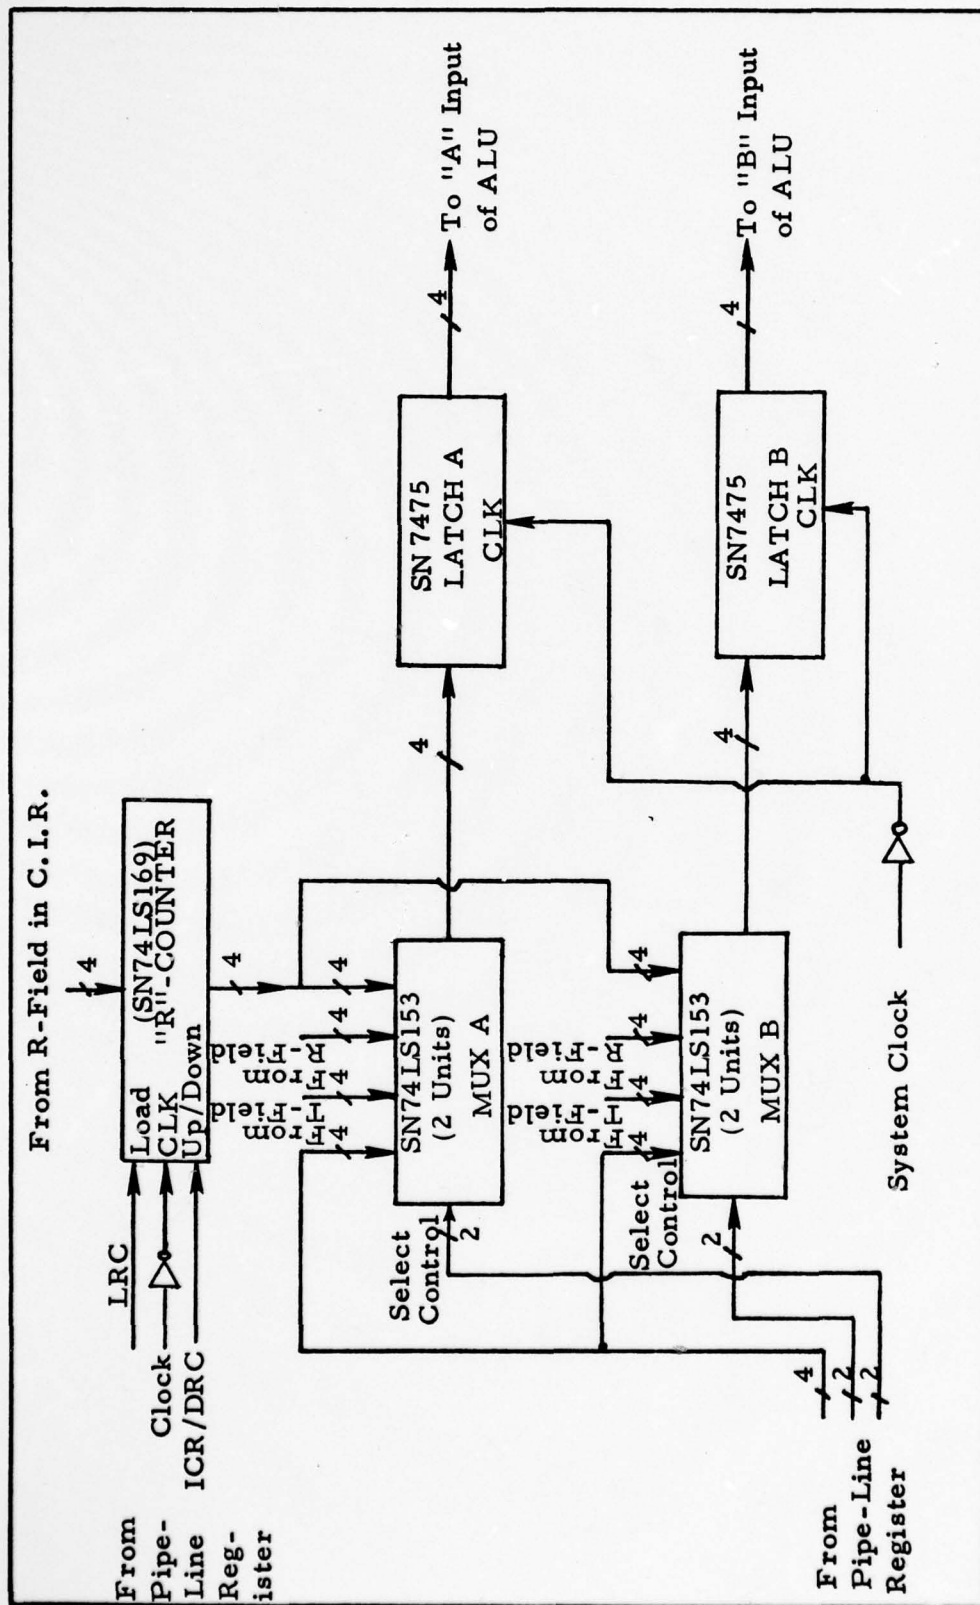 From R-Field in C.I.R.
4
From
Pipe-
Line
Reg-
ister
LRC
Clock
ICR/DRC
Load
CLK
Up/Down
(SN74LS169)
"R"-COUNTER
4
4
4
4
4
From
R-Field
From
I-Field
SN74LS153
(2 Units)
MUX A
Select
Control
2
4
SN7475
LATCH A
CLK
4
To "A" Input
of ALU
4
4
4
4
From
R-Field
From
I-Field
SN74LS153
(2 Units)
MUX B
Select
Control
2
4
SN7475
LATCH B
CLK
4
To "B" Input
of ALU
From
Pipe-Line
Register
4
2
2
System Clock